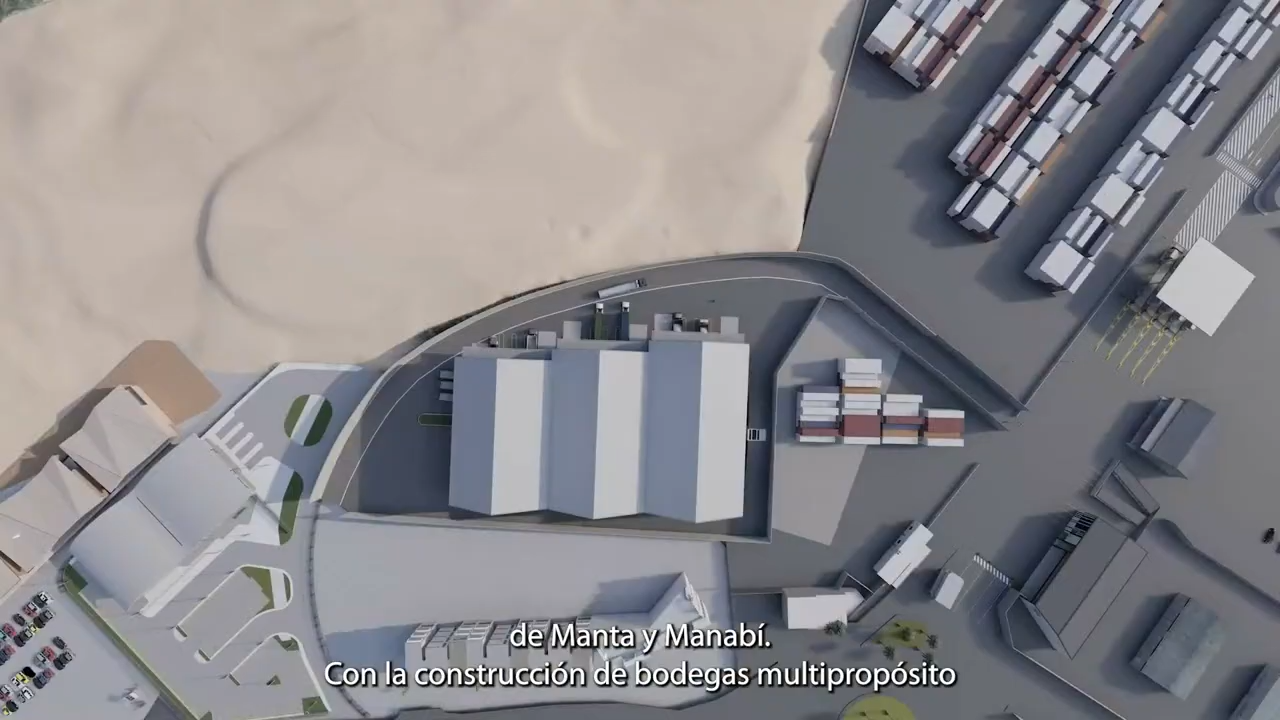 de Manta y Manabí.
Con la construcción de bodegas multipropósito